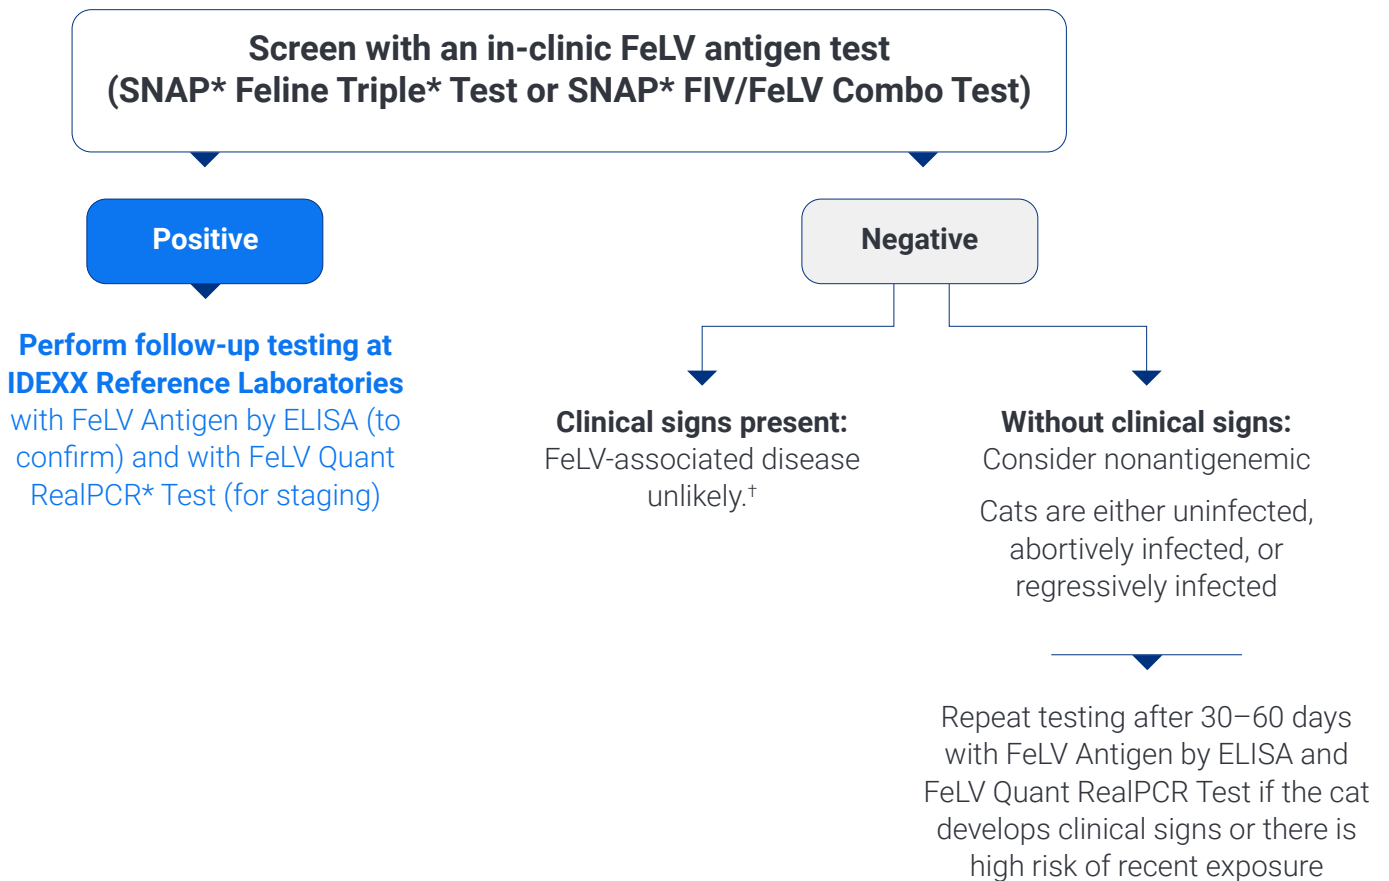 Screen with an in-clinic FeLV antigen test
(SNAP* Feline Triple* Test or SNAP* FIV/FeLV Combo Test)
Positive
Negative
Perform follow-up testing at
IDEXX Reference Laboratories
with FeLV Antigen by ELISA (to
confirm) and with FeLV Quant
RealPCR* Test (for staging)
Clinical signs present:
FeLV-associated disease
unlikely.†
Without clinical signs:
Consider nonantigenemic
Cats are either uninfected,
abortively infected, or
regressively infected
Repeat testing after 30–60 days
with FeLV Antigen by ELISA and
FeLV Quant RealPCR Test if the cat
develops clinical signs or there is
high risk of recent exposure